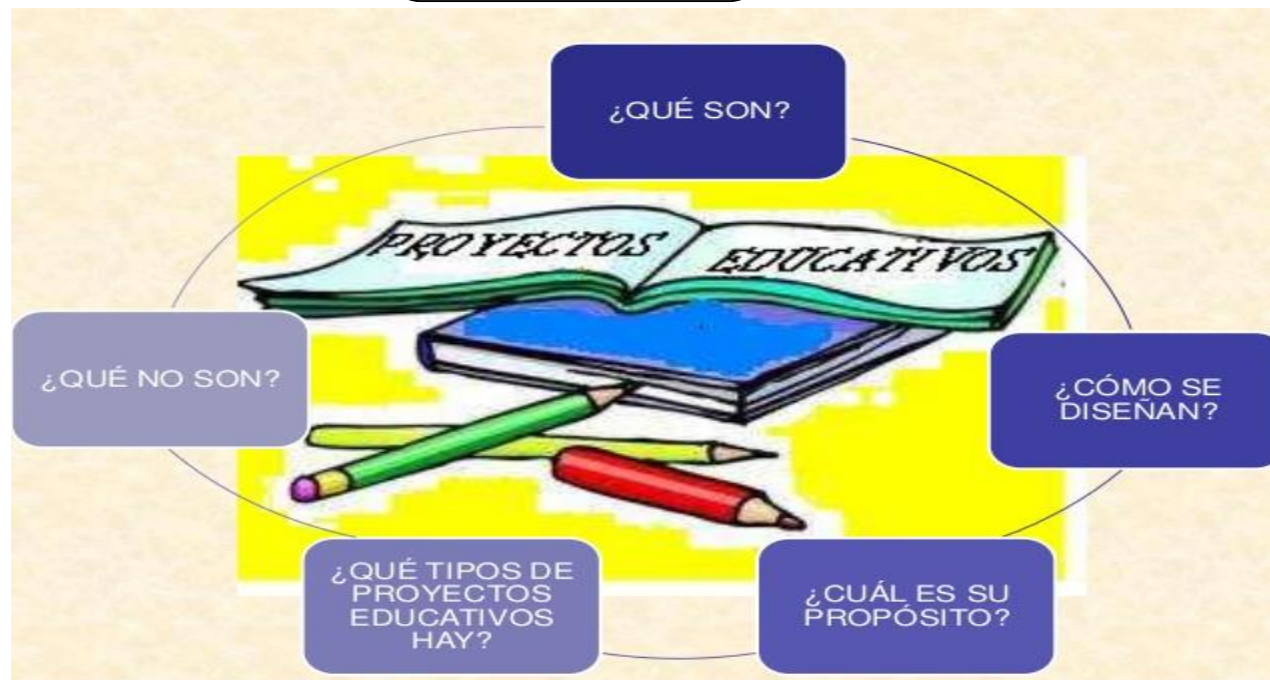 ¿QUÉ SON?
PROYECTOS EDUCATIVOS
¿CÓMO SE
DISEÑAN?
¿CUÁL ES SU
PROPÓSITO?
¿QUÉ TIPOS DE
PROYECTOS
EDUCATIVOS
HAY?
¿QUÉ NO SON?